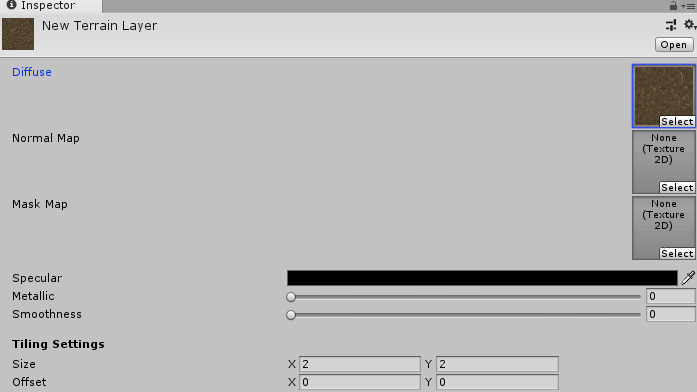 Inspector
New Terrain Layer
Open
Diffuse
Select
Normal Map
None
(Texture
2D)
Select
Mask Map
None
(Texture
2D)
Select
Specular
Metallic 0
Smoothness 0
Tiling Settings
Size X 2 Y 2
Offset X 0 Y 0